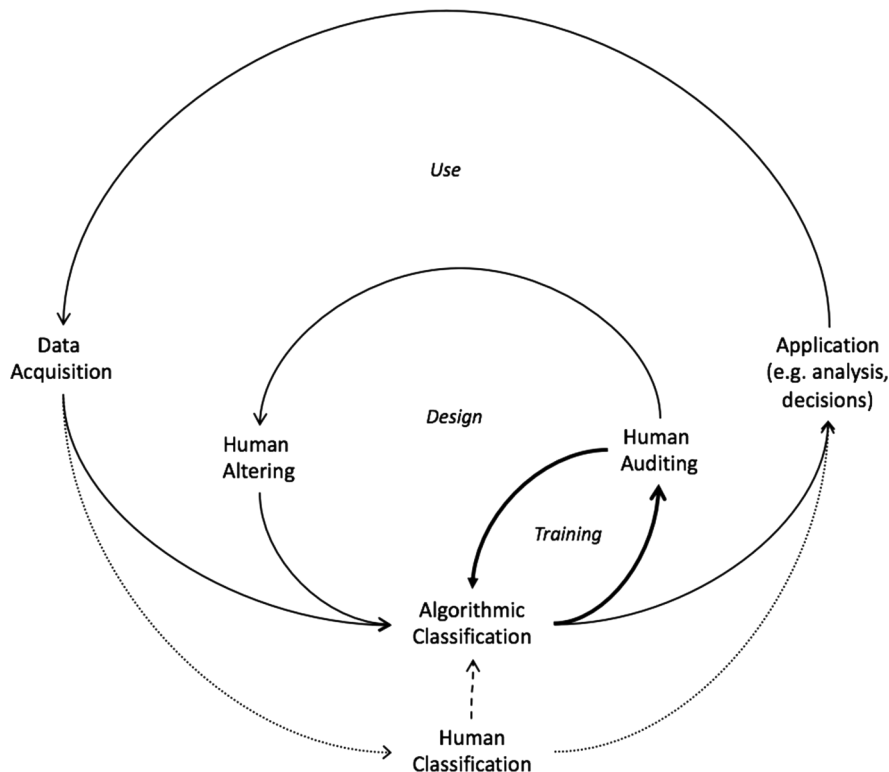 Use
Data
Acquisition
Application
(e.g. analysis,
decisions)
Design
Human
Altering
Human
Auditing
Training
Algorithmic
Classification
Human
Classification